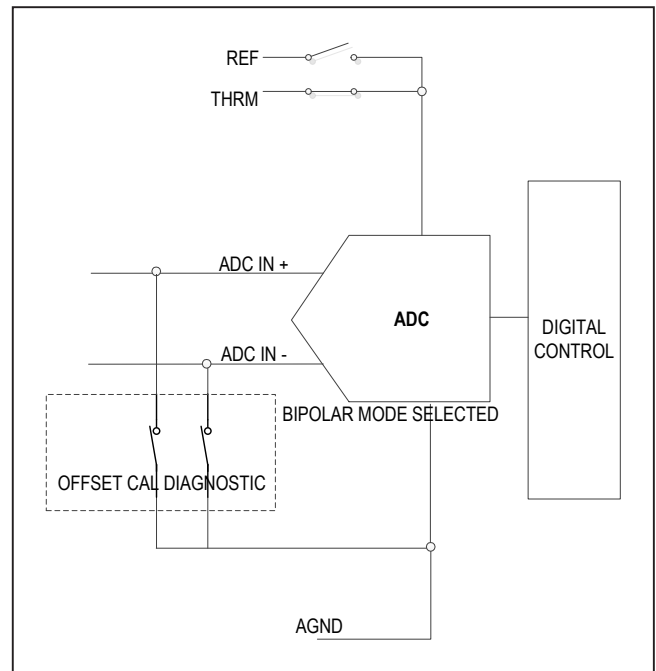 REF
THRM
ADC IN +
ADC
ADC IN -
DIGITAL
CONTROL
BIPOLAR MODE SELECTED
OFFSET CAL DIAGNOSTIC
AGND